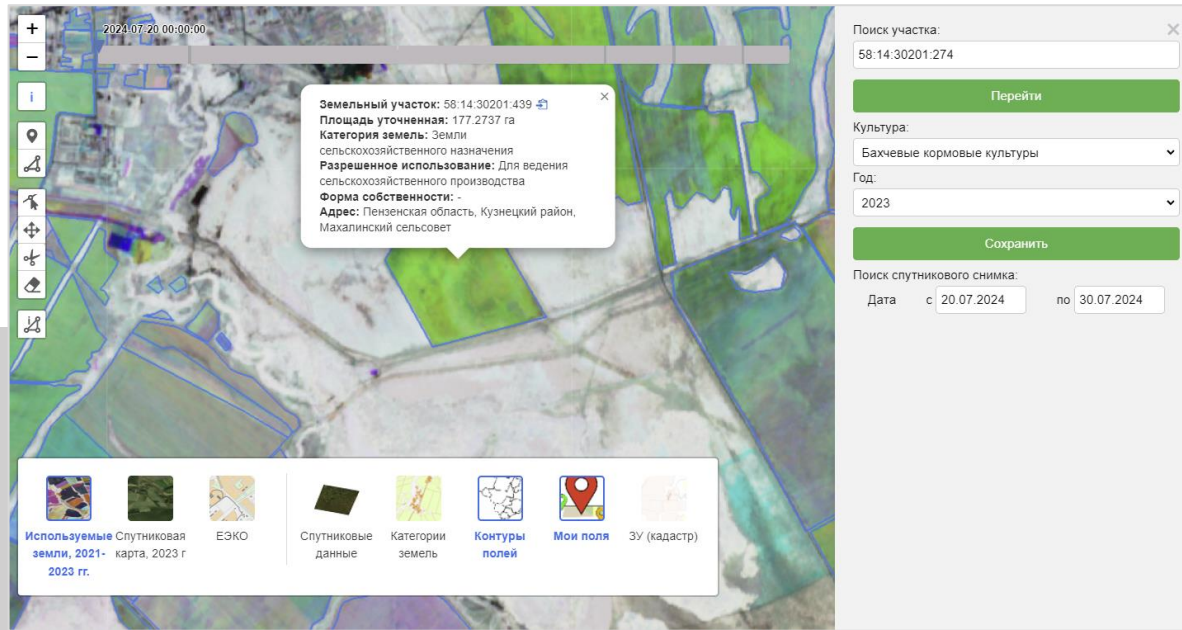 +
2024-07-20 00:00:00
−
i
Земельный участок: 58:14:30201:439
Площадь уточненная: 177.2737 га
Категория земель: Земли
сельскохозяйственного назначения
Разрешенное использование: Для ведения
сельскохозяйственного производства
Форма собственности: -
Адрес: Пензенская область, Кузнецкий район,
Махалинский сельсовет
Используемые
земли, 2021-
2023 гг.
Спутниковая
карта, 2023 г
ЕЭКО
Спутниковые
данные
Категории
земель
Контуры
полей
Мои поля
ЗУ (кадастр)
Поиск участка:
58:14:30201:274
Перейти
Культура:
Бахчевые кормовые культуры
Год:
2023
Сохранить
Поиск спутникового снимка:
Дата с 20.07.2024 по 30.07.2024